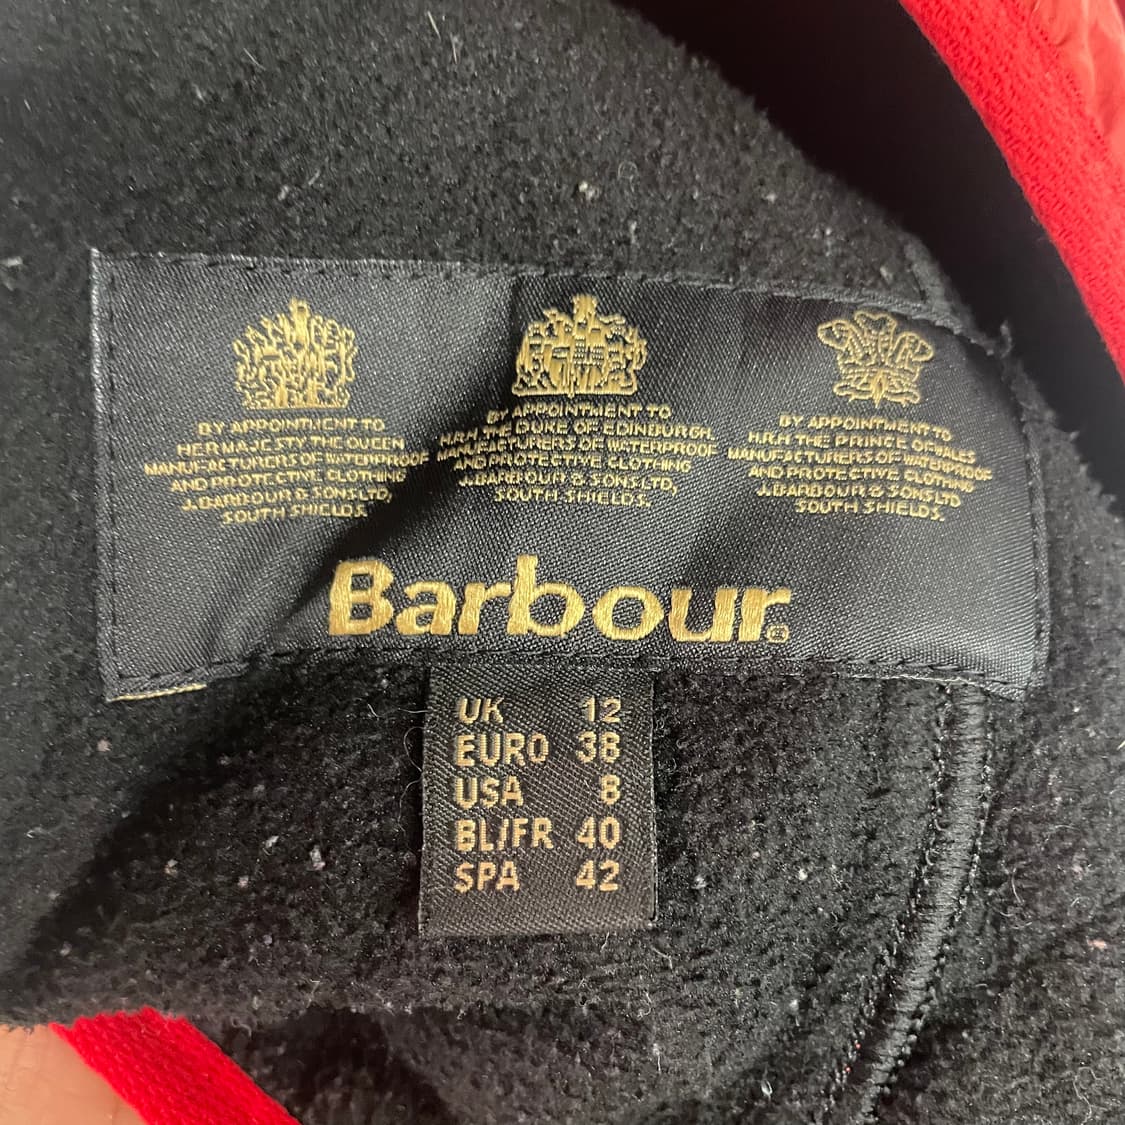 BY APPOINTMENT TO
HER MAJESTY THE QUEEN
MANUFACTURERS OF WATERPROOF
AND PROTECTIVE CLOTHING
J.BARBOUR & SONS LTD,
SOUTH SHIELDS.
BY APPOINTMENT TO
H.R.H. THE DUKE OF EDINBURGH.
MANUFACTURERS OF WATERPROOF
AND PROTECTIVE CLOTHING
J.BARBOUR & SONS LTD,
SOUTH SHIELDS.
BY APPOINTMENT TO
H.R.H. THE PRINCE OF WALES
MANUFACTURERS OF WATERPROOF
AND PROTECTIVE CLOTHING
J.BARBOUR & SONS LTD
SOUTH SHIELDS.
Barbour®
UK 12
EURO 38
USA 8
BL/FR 40
SPA 42